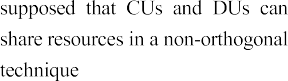 supposed that CUs and DUs can
share resources in a non-orthogonal
technique